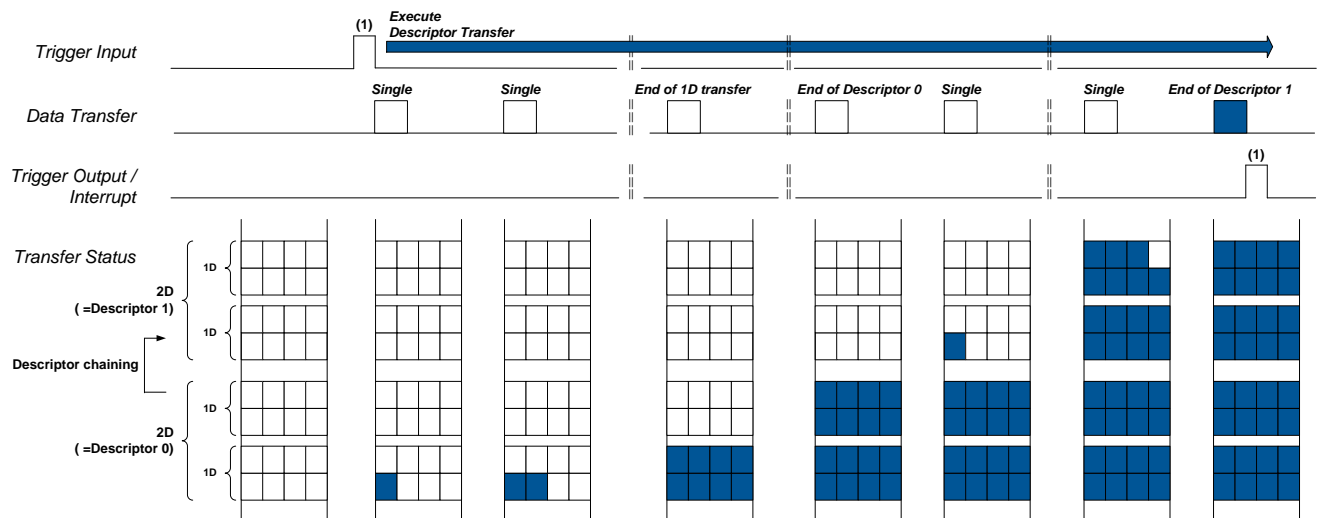 (1)
Execute
Descriptor Transfer
Trigger Input
Single
Single
End of 1D transfer
End of Descriptor 0
Single
Single
End of Descriptor 1
Data Transfer
(1)
Trigger Output /
Interrupt
Transfer Status
1D
2D
( =Descriptor 1)
1D
Descriptor chaining
1D
2D
( =Descriptor 0)
1D